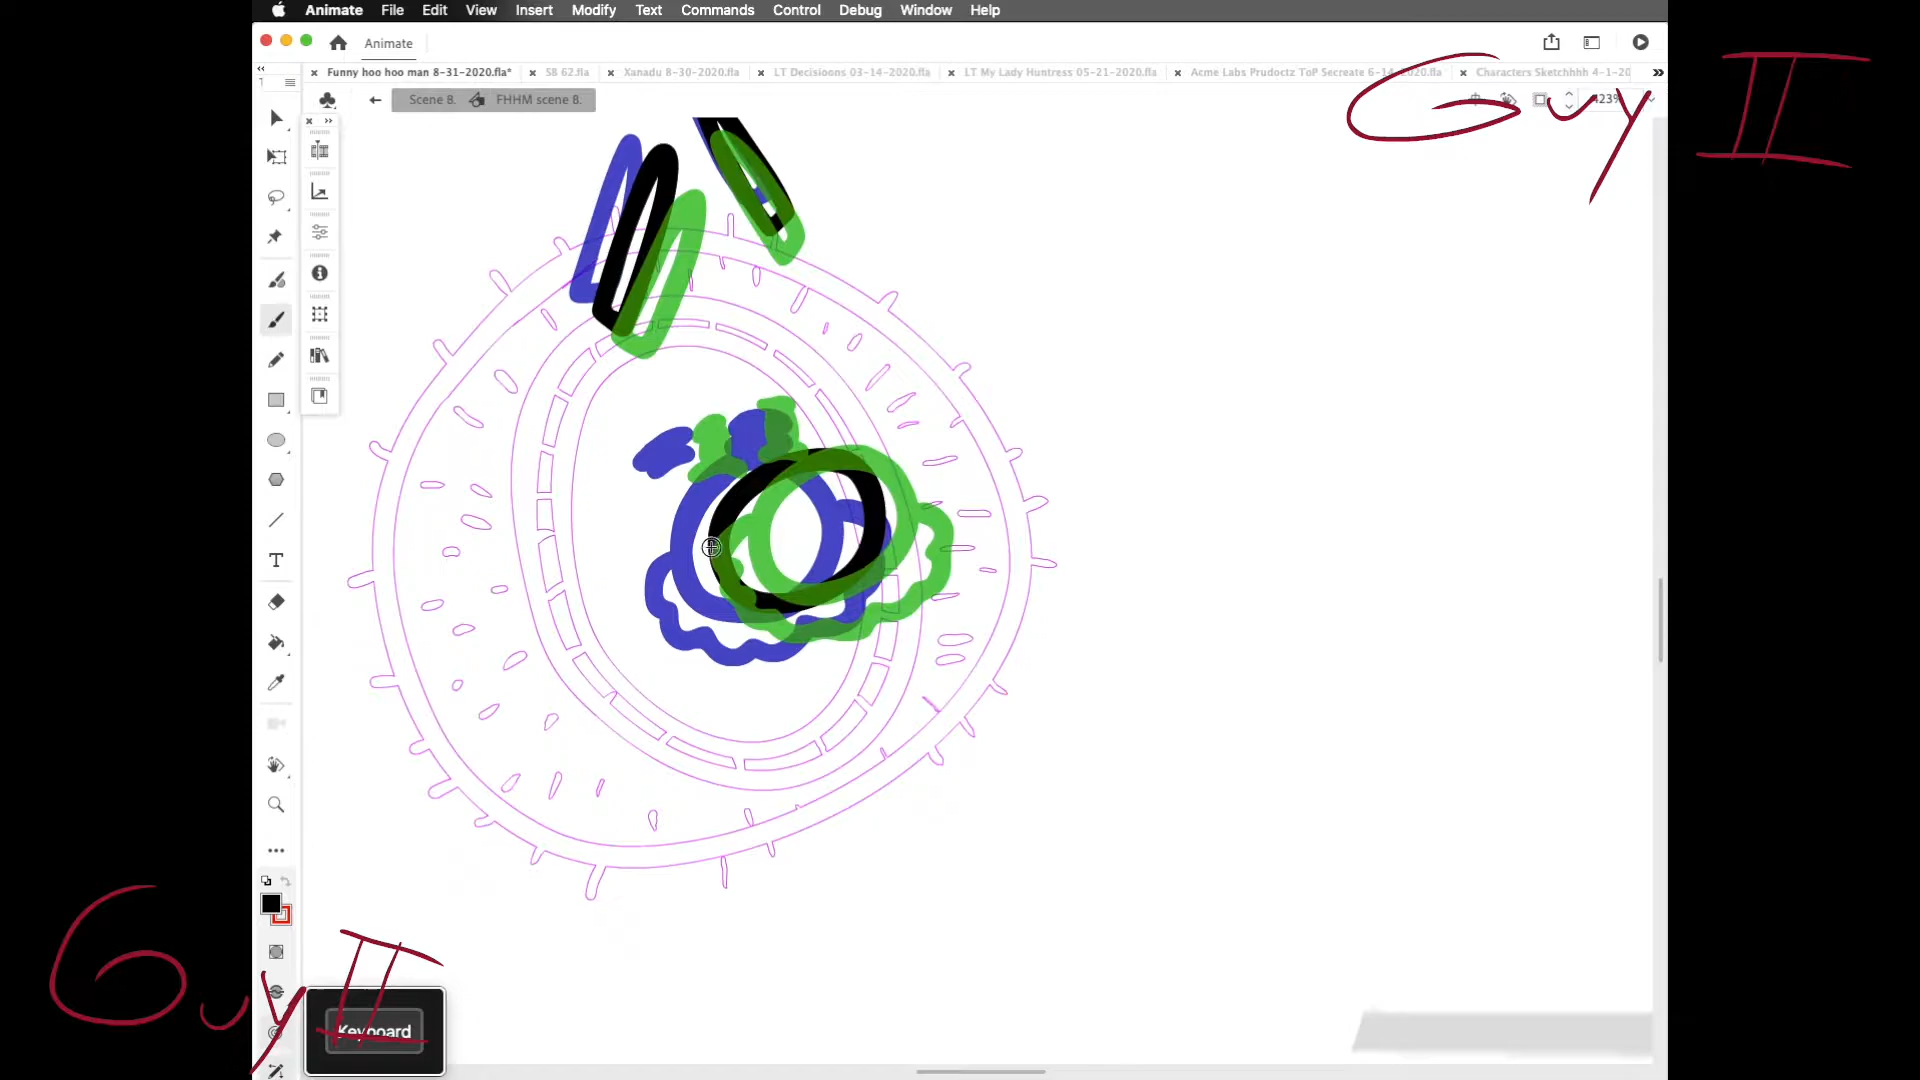 Animate File Edit View Insert Modify Text Commands Control Debug Window Help
Animate
Funny hoo hoo man 8-31-2020.fla* 58 62.fla Xanadu 8-30-2020.fla LT Decisioons 03-14-2020.fla LT My Lady Huntress 05-21-2020.fla Acme Labs Prudoctz ToP Secreate 6-14-2020.fla Characters Sketchhhh 4-1-20
Scene 8. FHHM scene 8. 423%
Guy II
Guy II
Keyboard